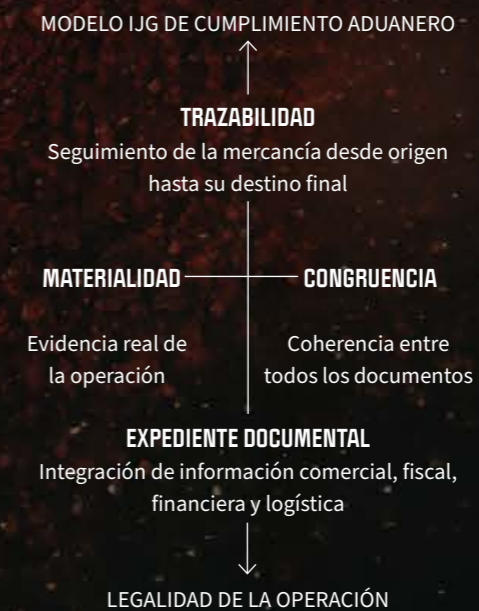 MODELO IJG DE CUMPLIMIENTO ADUANERO
TRAZABILIDAD
Seguimiento de la mercancía desde origen
hasta su destino final
MATERIALIDAD
CONGRUENCIA
Evidencia real de
la operación
Coherencia entre
todos los documentos
EXPEDIENTE DOCUMENTAL
Integración de información comercial, fiscal,
financiera y logística
LEGALIDAD DE LA OPERACIÓN